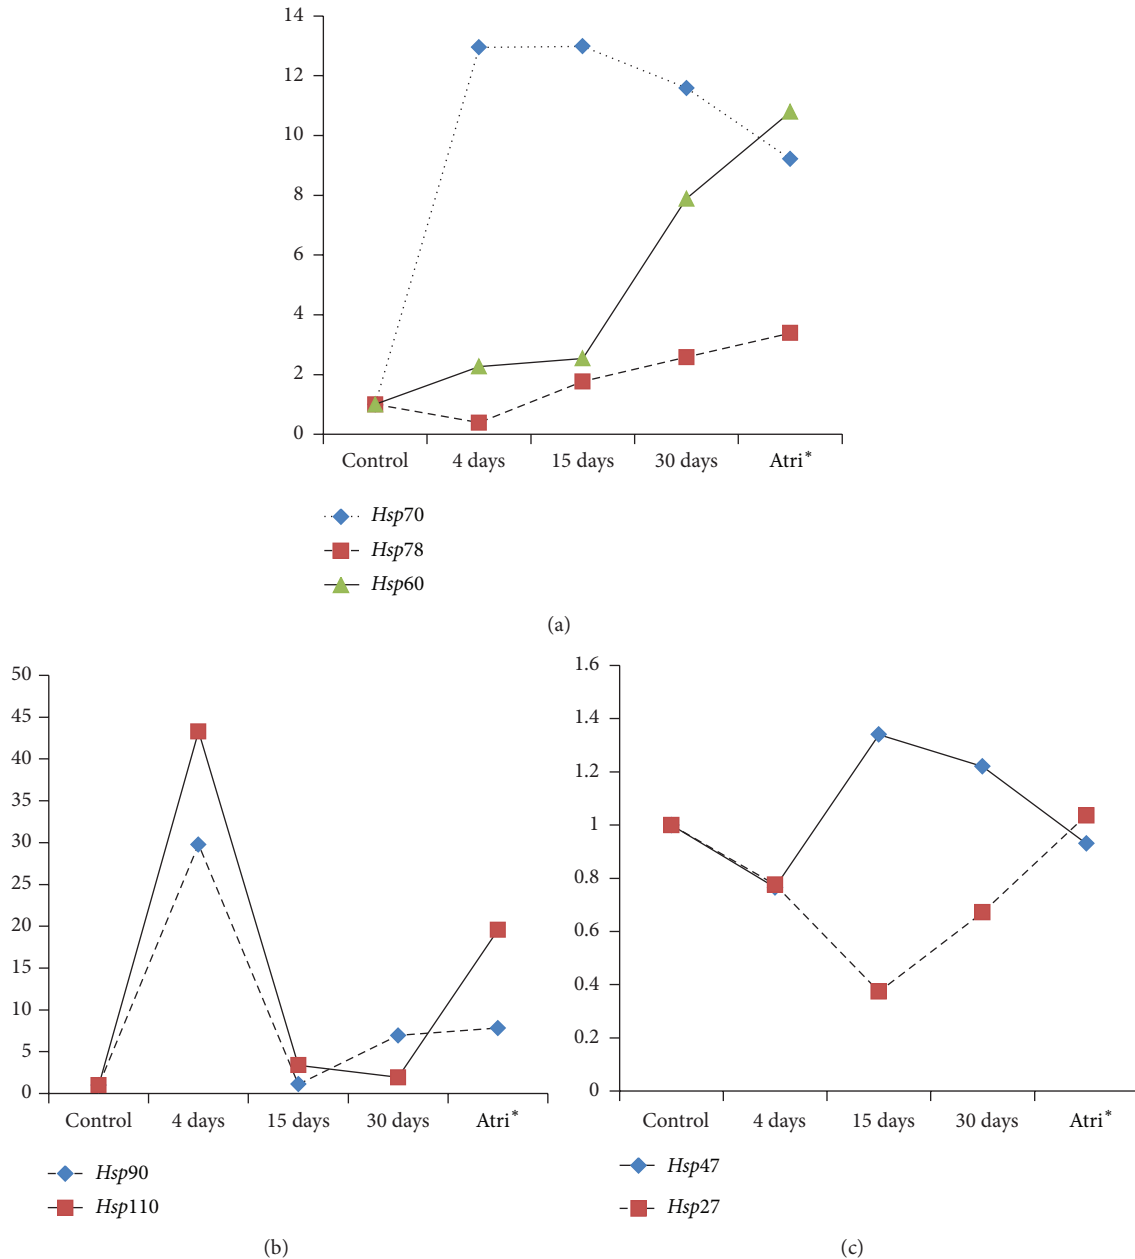 14
12
10
8
6
4
2
0
Control 4 days 15 days 30 days Atri*
Hsp70
Hsp78
Hsp60
(a)
50
45
40
35
30
25
20
15
10
5
0
Control 4 days 15 days 30 days Atri*
Hsp90
Hsp110
(b)
1.6
1.4
1.2
1
0.8
0.6
0.4
0.2
0
Control 4 days 15 days 30 days Atri*
Hsp47
Hsp27
(c)